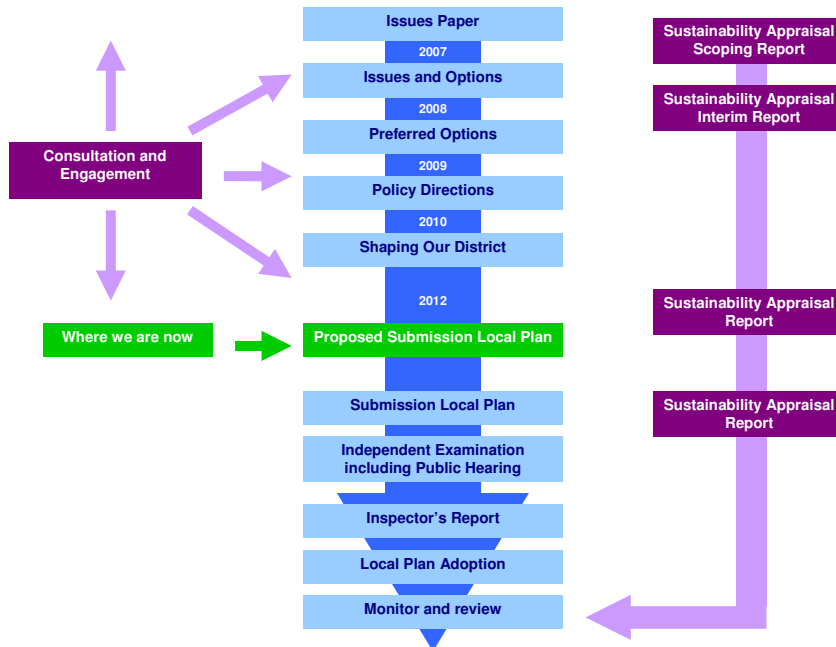 Issues Paper
2007
Issues and Options
2008
Preferred Options
2009
Policy Directions
2010
Shaping Our District
2012
Proposed Submission Local Plan
Submission Local Plan
Independent Examination
including Public Hearing
Inspector’s Report
Local Plan Adoption
Monitor and review
Consultation and
Engagement
Where we are now
Sustainability Appraisal
Scoping Report
Sustainability Appraisal
Interim Report
Sustainability Appraisal
Report
Sustainability Appraisal
Report